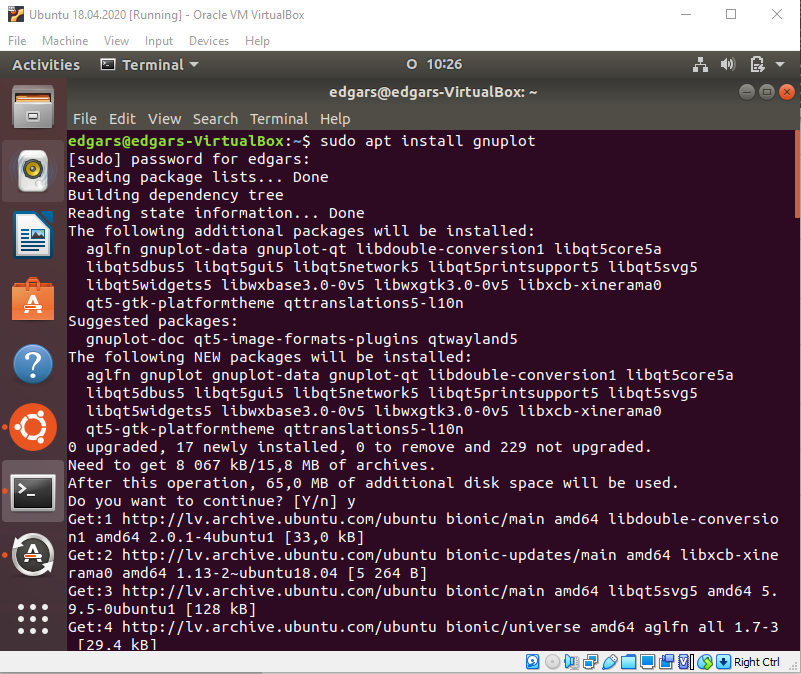 Ubuntu 18.04.2020 [Running] - Oracle VM VirtualBox
File Machine View Input Devices Help
Activities Terminal 10:26
edgars@edgars-VirtualBox: ~
File Edit View Search Terminal Help
edgars@edgars-VirtualBox:~$ sudo apt install gnuplot
[sudo] password for edgars:
Reading package lists... Done
Building dependency tree
Reading state information... Done
The following additional packages will be installed:
aglfn gnuplot-data gnuplot-qt libdouble-conversion1 libqt5core5a
libqt5dbus5 libqt5gui5 libqt5network5 libqt5printsupport5 libqt5svg5
libqt5widgets5 libwxbase3.0-0v5 libwxgtk3.0-0v5 libxcb-xinerama0
qt5-gtk-platformtheme qttranslations5-l10n
Suggested packages:
gnuplot-doc qt5-image-formats-plugins qtwayland5
The following NEW packages will be installed:
aglfn gnuplot gnuplot-data gnuplot-qt libdouble-conversion1 libqt5core5a
libqt5dbus5 libqt5gui5 libqt5network5 libqt5printsupport5 libqt5svg5
libqt5widgets5 libwxbase3.0-0v5 libwxgtk3.0-0v5 libxcb-xinerama0
qt5-gtk-platformtheme qttranslations5-l10n
0 upgraded, 17 newly installed, 0 to remove and 229 not upgraded.
Need to get 8 067 kB/15,8 MB of archives.
After this operation, 65,0 MB of additional disk space will be used.
Do you want to continue? [Y/n] y
Get:1 http://lv.archive.ubuntu.com/ubuntu bionic/main amd64 libdouble-conversio
n1 amd64 2.0.1-4ubuntu1 [33,0 kB]
Get:2 http://lv.archive.ubuntu.com/ubuntu bionic-updates/main amd64 libxcb-xine
rama0 amd64 1.13-2~ubuntu18.04 [5 264 B]
Get:3 http://lv.archive.ubuntu.com/ubuntu bionic/main amd64 libqt5svg5 amd64 5.
9.5-0ubuntu1 [128 kB]
Get:4 http://lv.archive.ubuntu.com/ubuntu bionic/universe amd64 aglfn all 1.7-3
[29,4 kB]
Right Ctrl